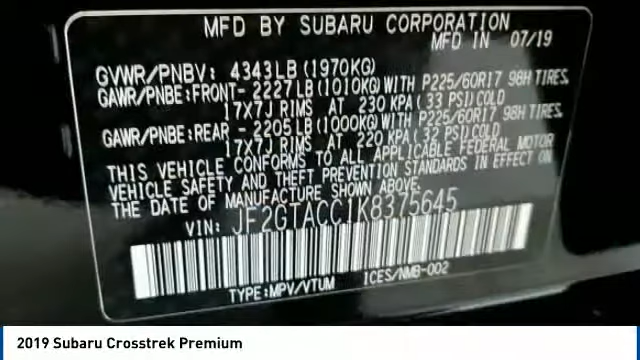 MFD BY SUBARU CORPORATION
MFD IN 07/19
GVWR/PNBV: 4343LB (1970KG)
GAWR/PNBE:FRONT- 2227LB (1010KG)WITH P225/60R17 98H TIRES,
17X7J RIMS AT 230 KPA (33 PSI)COLD
GAWR/PNBE:REAR - 2205LB (1000KG)WITH P225/60R17 98H TIRES,
17X7J RIMS AT 220 KPA (32 PSI)COLD
THIS VEHICLE CONFORMS TO ALL APPLICABLE FEDERAL MOTOR
VEHICLE SAFETY AND THEFT PREVENTION STANDARDS IN EFFECT ON
THE DATE OF MANUFACTURE SHOWN ABOVE.
VIN: JF2GTACC1K8375645
TYPE:MPV/VTUM ICES/NMB-002
2019 Subaru Crosstrek Premium